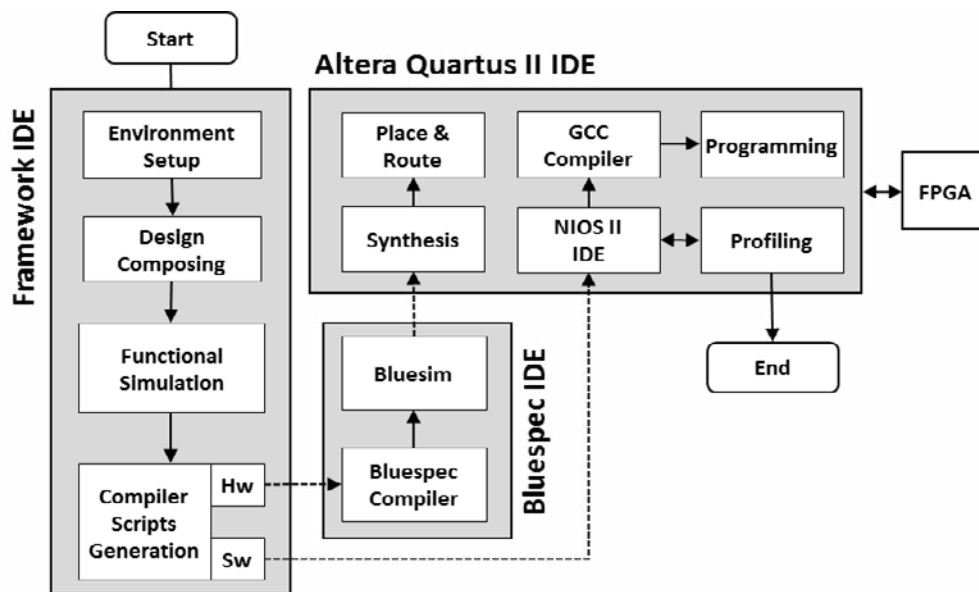 Start
Framework IDE
Environment
Setup
Design
Composing
Functional
Simulation
Compiler
Scripts
Generation
Hw
Sw
Altera Quartus II IDE
Place &
Route
Synthesis
GCC
Compiler
Programming
NIOS II
IDE
Profiling
FPGA
End
Bluespec IDE
Bluesim
Bluespec
Compiler